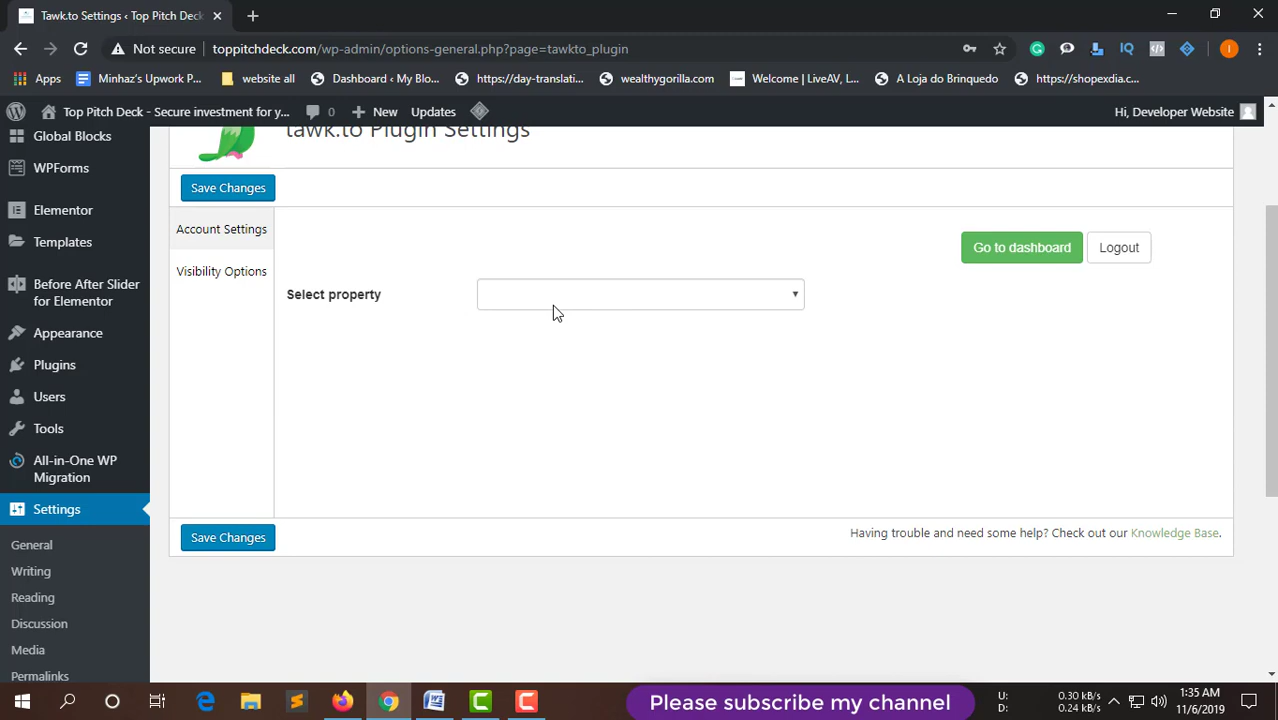 Tawk.to Settings ‹ Top Pitch Deck
Not secure toppitchdeck.com/wp-admin/options-general.php?page=tawkto_plugin
Apps Minhaz's Upwork P... website all Dashboard ‹ My Blo... https://day-translati... wealthygorilla.com Welcome | LiveAV, L... A Loja do Brinquedo https://shopexdia.c...
Top Pitch Deck – Secure investment for y... 0 New Updates Hi, Developer Website
Global Blocks
WPForms
Elementor
Templates
Before After Slider
for Elementor
Appearance
Plugins
Users
Tools
All-in-One WP
Migration
Settings
General
Writing
Reading
Discussion
Media
Permalinks
tawk.to Plugin Settings
Save Changes
Account Settings
Visibility Options
Go to dashboard Logout
Select property
Save Changes
Having trouble and need some help? Check out our Knowledge Base.
Please subscribe my channel
U: 0.30 kB/s
D: 0.24 kB/s
1:35 AM
11/6/2019